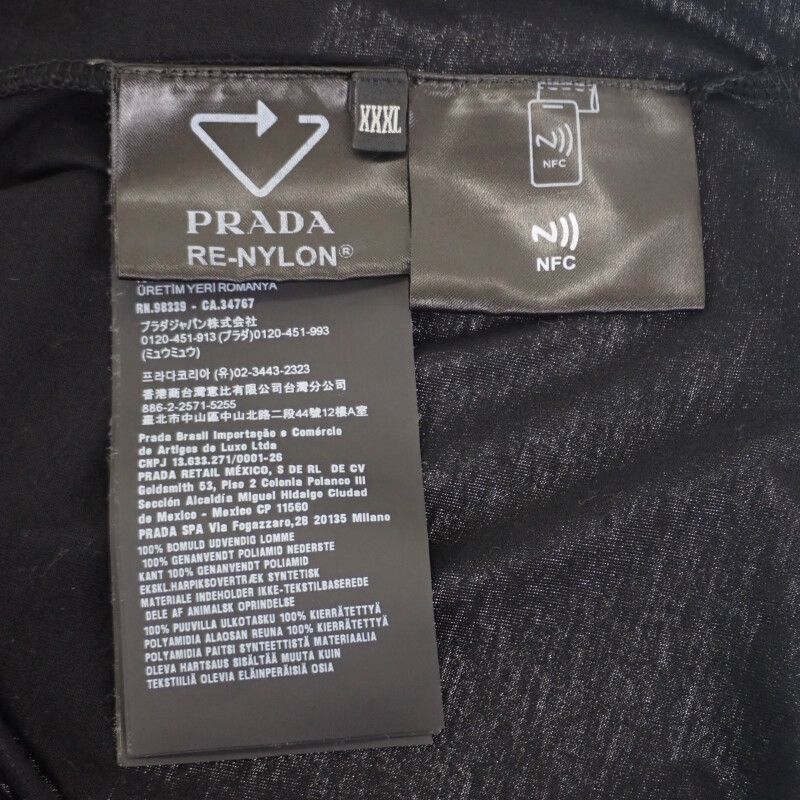 XXXL
PRADA
RE-NYLON®
NFC
NFC
ÜRETİM YERİ ROMANYA
RN.98339 - CA.34767
プラダジャパン株式会社
0120-451-913(プラダ)0120-451-993
(ミュウミュウ)
프라다코리아 (유)02-3443-2323
香港商台灣意比有限公司台灣分公司
886-2-2571-5255
臺北市中山區中山北路二段44號12樓A室
Prada Brasil Importação e Comércio
de Artigos de Luxo Ltda
CNPJ 13.633.271/0001-26
PRADA RETAIL MÉXICO, S DE RL DE CV
Goldsmith 53, Piso 2 Colonia Polanco III
Sección Alcaldía Miguel Hidalgo Ciudad
de Mexico - Mexico CP 11560
PRADA SPA Via Fogazzaro,28 20135 Milano
100% BOMULD UDVENDIG LOMME
100% GENANVENDT POLIAMID NEDERSTE
KANT 100% GENANVENDT POLIAMID
EKSKL.HARPIKSOVERTRÆK SYNTETISK
MATERIALE INDEHOLDER IKKE-TEKSTILBASEREDE
DELE AF ANIMALSK OPRINDELSE
100% PUUVILLA ULKOTASKU 100% KIERRÄTETTYÄ
POLYAMIDIA ALAOSAN REUNA 100% KIERRÄTETTYÄ
POLYAMIDIA PAITSI SYNTEETTISTÄ MATERIAALIA
OLEVA HARTSAUS SISÄLTÄÄ MUUTA KUIN
TEKSTIILIÄ OLEVIA ELÄINPERÄISIÄ OSIA